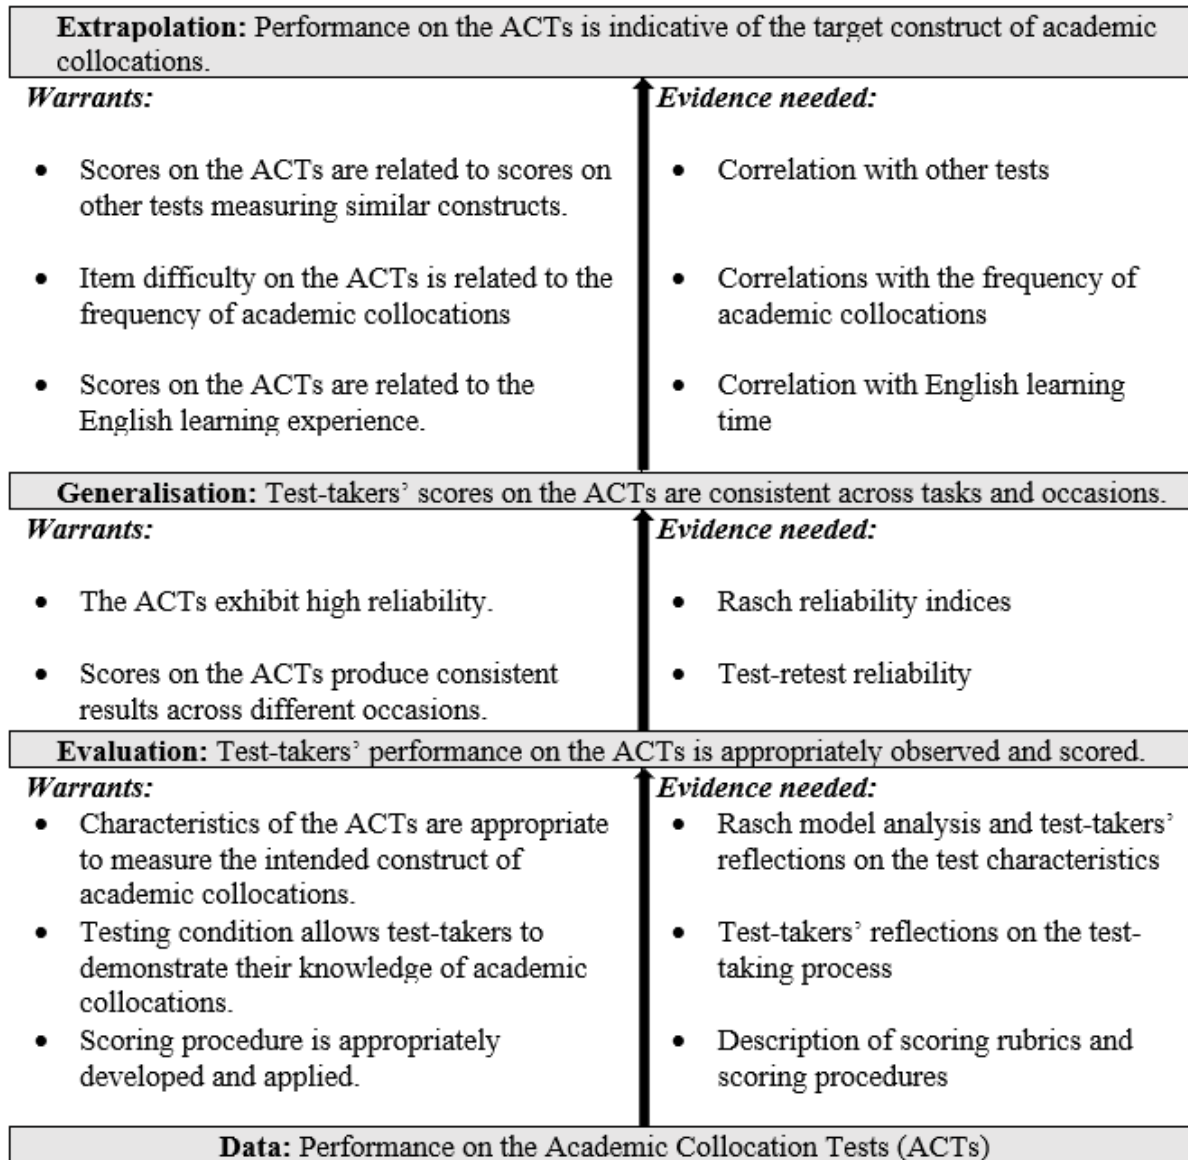 Extrapolation: Performance on the ACTs is indicative of the target construct of academic
collocations.
Warrants:
Evidence needed:
• Scores on the ACTs are related to scores on
other tests measuring similar constructs.
• Correlation with other tests
• Item difficulty on the ACTs is related to the
frequency of academic collocations
• Correlations with the frequency of
academic collocations
• Scores on the ACTs are related to the
English learning experience.
• Correlation with English learning
time
Generalisation: Test-takers’ scores on the ACTs are consistent across tasks and occasions.
Warrants:
Evidence needed:
• The ACTs exhibit high reliability.
• Rasch reliability indices
• Scores on the ACTs produce consistent
results across different occasions.
• Test-retest reliability
Evaluation: Test-takers’ performance on the ACTs is appropriately observed and scored.
Warrants:
Evidence needed:
• Characteristics of the ACTs are appropriate
to measure the intended construct of
academic collocations.
• Rasch model analysis and test-takers’
reflections on the test characteristics
• Testing condition allows test-takers to
demonstrate their knowledge of academic
collocations.
• Test-takers’ reflections on the test-
taking process
• Scoring procedure is appropriately
developed and applied.
• Description of scoring rubrics and
scoring procedures
Data: Performance on the Academic Collocation Tests (ACTs)